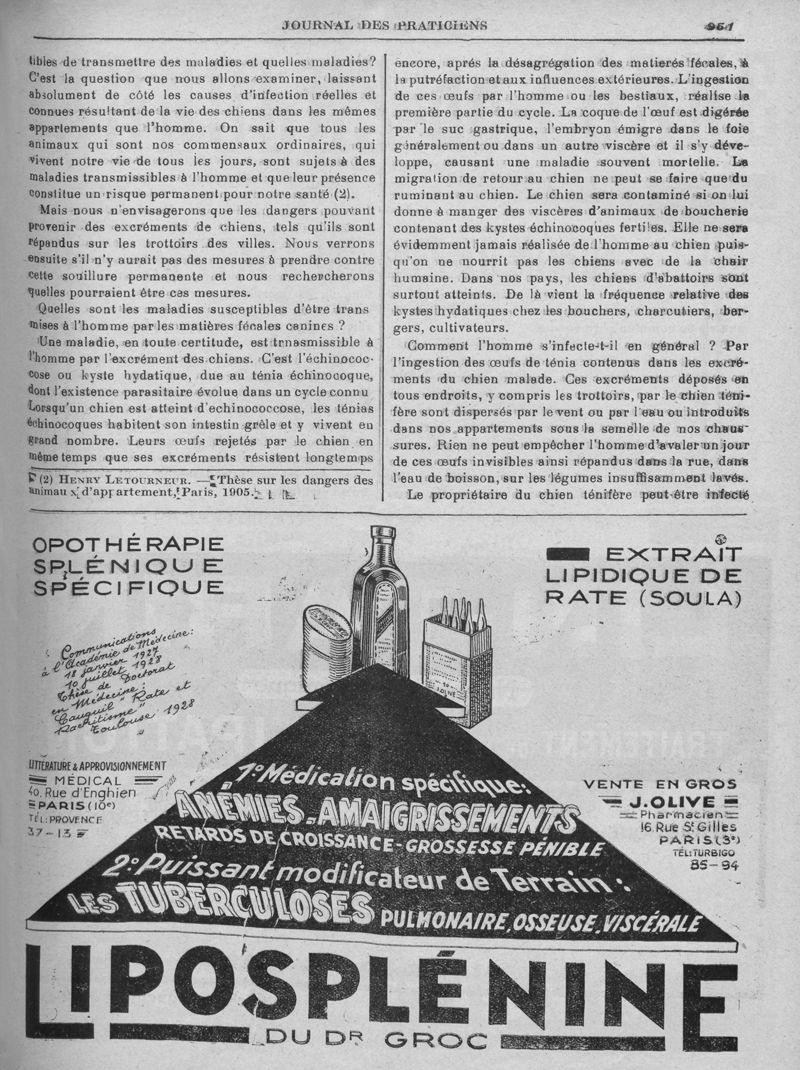 JOURNAL DES PRATICIENS 951
tibles de transmettre des maladies et quelles maladies?
C'est la question que nous allons examiner, laissant
absolument de côté les causes d'infection réelles et
connues résultant de la vie des chiens dans les mêmes
appartements que l'homme. On sait que tous les
animaux qui sont nos commensaux ordinaires, qui
vivent notre vie de tous les jours, sont sujets à des
maladies transmissibles à l'homme et que leur présence
constitue un risque permanent pour notre santé (2).
Mais nous n'envisagerons que les dangers pouvant
provenir des excréments de chiens, tels qu'ils sont
répandus sur les trottoirs des villes. Nous verrons
ensuite s'il n'y aurait pas des mesures à prendre contre
cette souillure permanente et nous rechercherons
quelles pourraient être ces mesures.
Quelles sont les maladies susceptibles d'être trans
mises à l'homme par les matières fécales canines ?
Une maladie, en toute certitude, est trnasmissible à
l'homme par l'excrément des chiens. C'est l'échinococ-
cose ou kyste hydatique, due au ténia échinocoque,
dont l'existence parasitaire évolue dans un cycle connu
Lorsqu'un chien est atteint d'echinococcose, les ténias
échinocoques habitent son intestin grêle et y vivent en
grand nombre. Leurs œufs rejetés par le chien en
même temps que ses excréments résistent longtemps
(2) HENRY LETOURNEUR. — Thèse sur les dangers des
animau x d'appartement, Paris, 1905.
encore, aprés la désagrégation des matierés fécales, à
la putréfaction et aux influences extérieures. L'ingestion
de ces œufs par l'homme ou les bestiaux, réalise la
première partie du cycle. La coque de l'œuf est digérée
par le suc gastrique, l'embryon émigre dans le foie
généralement ou dans un autre viscère et il s'y déve-
loppe, causant une maladie souvent mortelle. La
migration de retour au chien ne peut se faire que du
ruminant au chien. Le chien sera contaminé si on lui
donne à manger des viscères d'animaux de boucherie
contenant des kystes échinocoques fertiles. Elle ne sera
évidemment jamais réalisée de l'homme au chien puis-
qu'on ne nourrit pas les chiens avec de la chair
humaine. Dans nos pays, les chiens d'abattoirs sont
surtout atteints. De là vient la fréquence relative des
kystes hydatiques chez les bouchers, charcutiers, ber-
gers, cultivateurs.
Comment l'homme s'infecte-t-il en général ? Par
l'ingestion des œufs de ténia contenus dans les excré-
ments du chien malade. Ces excréments déposés en
tous endroits, y compris les trottoirs, par le chien téni-
fère sont dispersés par le vent ou par l'eau ou introduits
dans nos appartements sous la semelle de nos chaus
sures. Rien ne peut empêcher l'homme d'avaler un jour
de ces œufs invisibles ainsi répandus dans la rue, dans
l'eau de boisson, sur les légumes insuffisamment lavés.
Le propriétaire du chien ténifère peut être infecté
OPOTHÉRAPIE
SPLÉNIQUE
SPÉCIFIQUE
EXTRAIT
LIPIDIQUE DE
RATE (SOULA)
Communications
à l'Académie de Médecine:
18 janvier 1927
10 juillet 1928
Thèse de Doctorat
en Médecine:
Cauquil "Rate et
Rachitisme"
Toulouse 1928
LITTÉRATURE & APPROVISIONNEMENT
MÉDICAL
40. Rue d'Enghien
PARIS (10e)
TÉL: PROVENCE
37-13
VENTE EN GROS
J. OLIVE
Pharmacien
16. Rue St Gilles
PARIS (3e)
TÉL: TURBIGO
85-94
1º Médication spécifique:
ANÉMIES - AMAIGRISSEMENTS
RETARDS DE CROISSANCE - GROSSESSE PÉNIBLE
2º Puissant modificateur de Terrain:
LES TUBERCULOSES PULMONAIRE, OSSEUSE, VISCÉRALE
LIPOSPLÉNINE
DU DR GROC